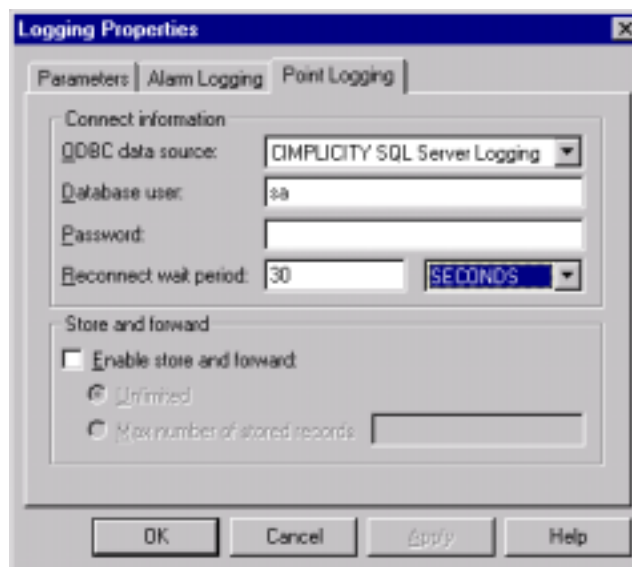 Logging Properties
Parameters Alarm Logging Point Logging
Connect information
ODBC data source: CIMPLICITY SQL Server Logging
Database user: sa
Password:
Reconnect wait period: 30 SECONDS
Store and forward
Enable store and forward:
Unlimited
Max number of stored records
OK Cancel Apply Help